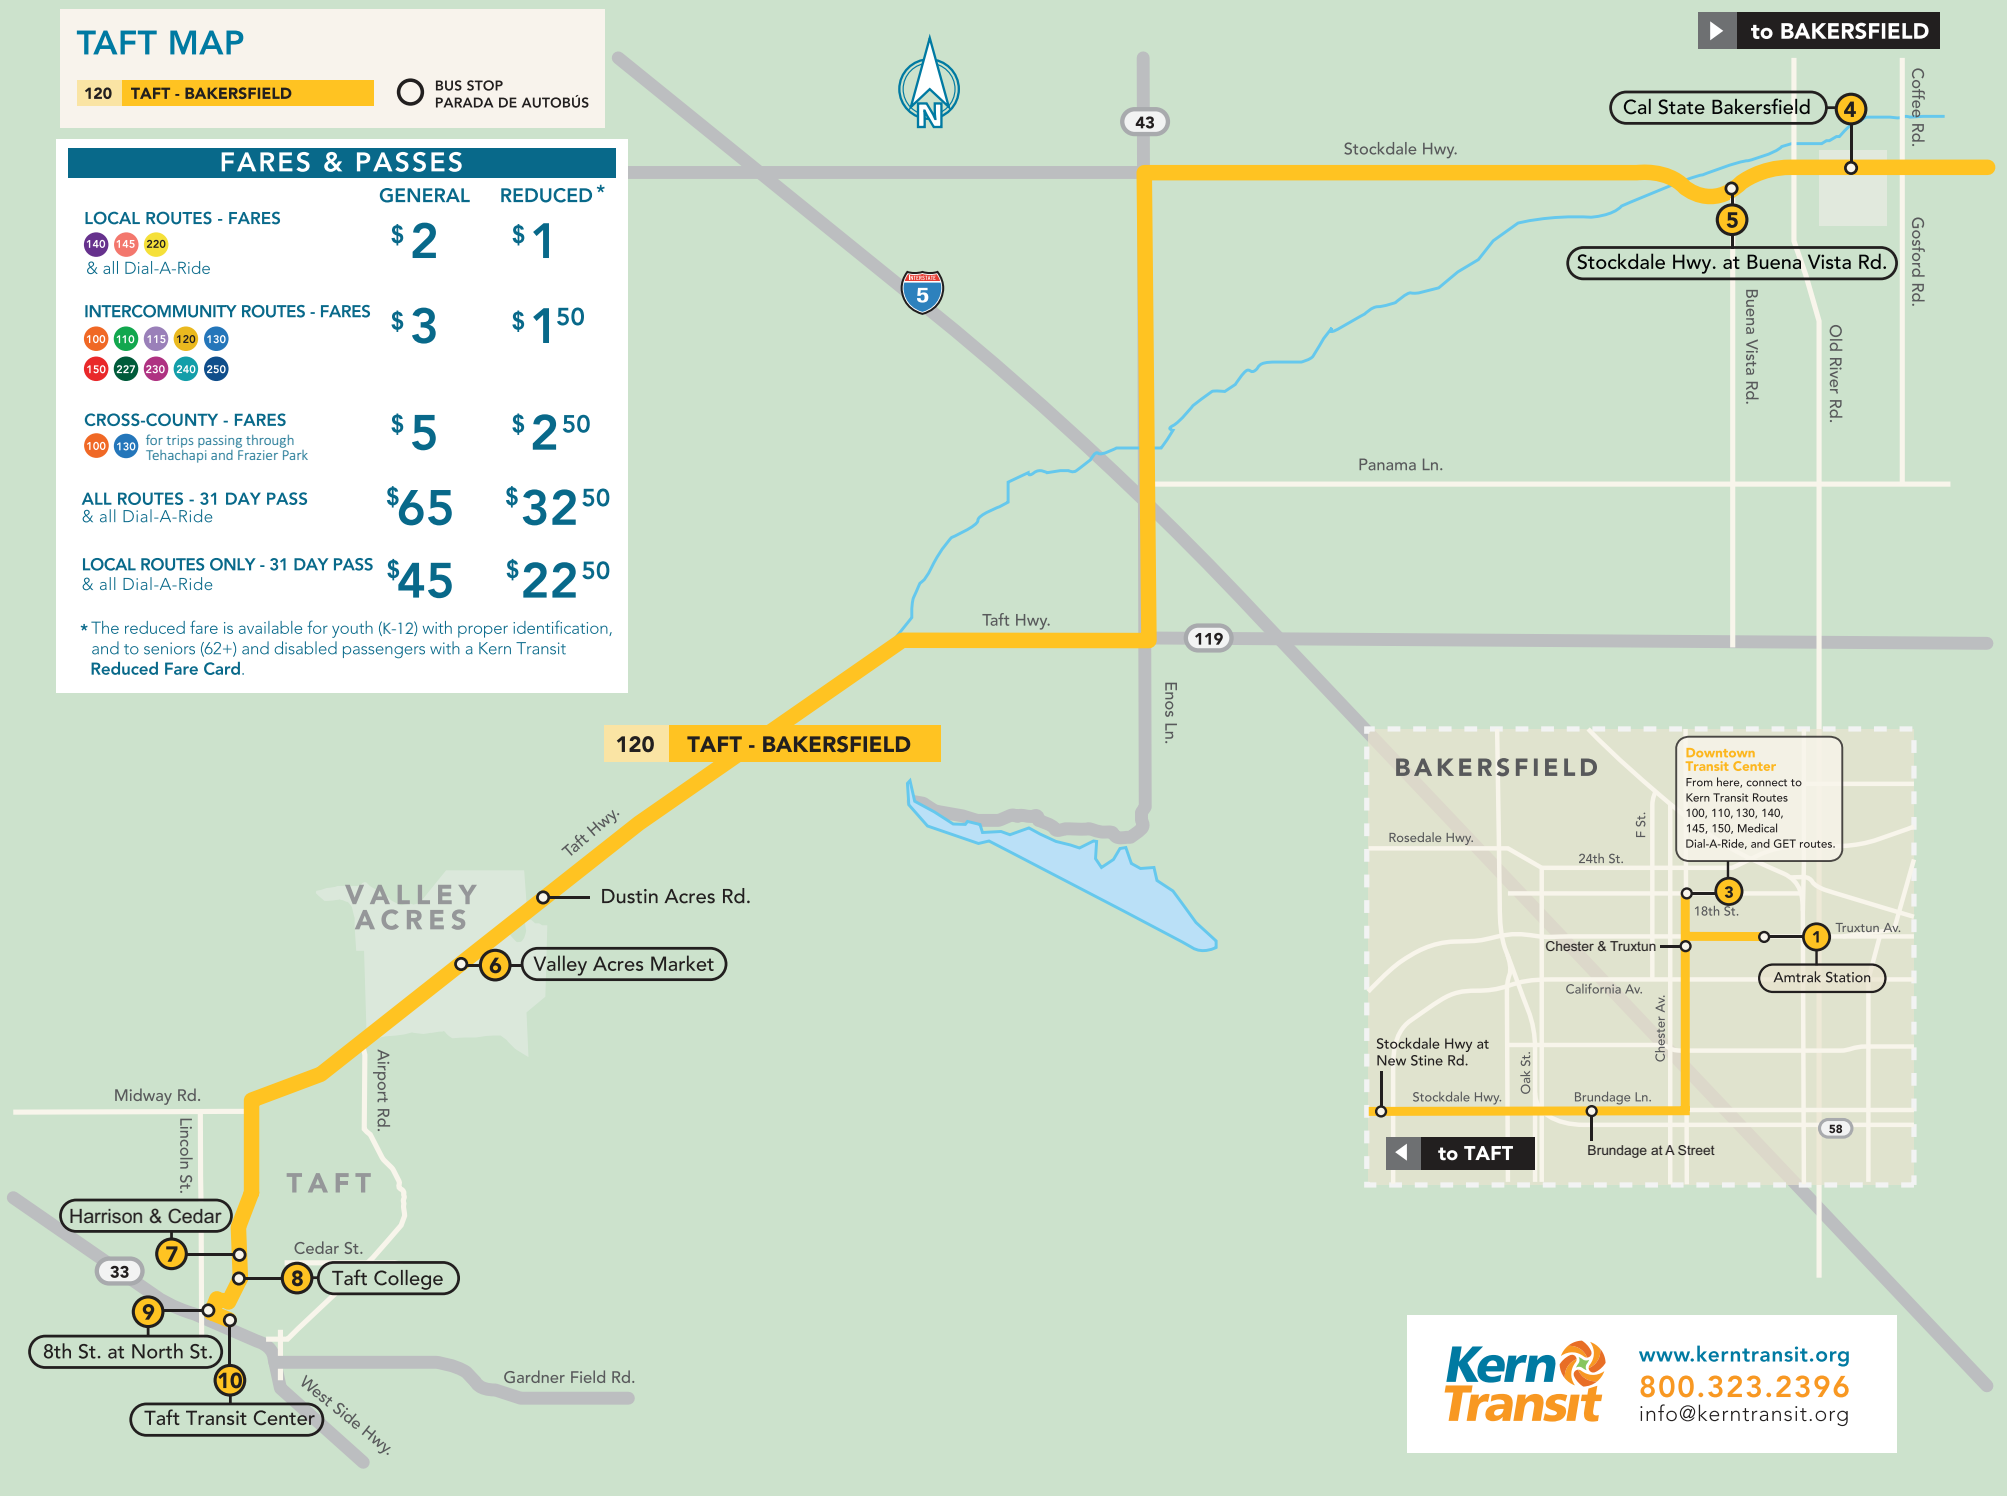 TAFT MAP
120 TAFT - BAKERSFIELD
BUS STOP
PARADA DE AUTOBÚS
FARES & PASSES
GENERAL REDUCED*
LOCAL ROUTES - FARES
140 145 220
& all Dial-A-Ride
$2 $1
INTERCOMMUNITY ROUTES - FARES
100 110 115 120 130
150 227 230 240 250
$3 $1 50
CROSS-COUNTY - FARES
100 130 for trips passing through
Tehachapi and Frazier Park
$5 $2 50
ALL ROUTES - 31 DAY PASS
& all Dial-A-Ride
$65 $32 50
LOCAL ROUTES ONLY - 31 DAY PASS
& all Dial-A-Ride
$45 $22 50
* The reduced fare is available for youth (K-12) with proper identification,
and to seniors (62+) and disabled passengers with a Kern Transit
Reduced Fare Card.
N
43
INTERSTATE
5
Stockdale Hwy.
to BAKERSFIELD
Cal State Bakersfield
4
Coffee Rd.
5
Stockdale Hwy. at Buena Vista Rd.
Gosford Rd.
Buena Vista Rd.
Old River Rd.
Panama Ln.
Taft Hwy.
119
Enos Ln.
120 TAFT - BAKERSFIELD
Taft Hwy.
VALLEY
ACRES
Dustin Acres Rd.
6
Valley Acres Market
Airport Rd.
Midway Rd.
Lincoln St.
TAFT
Harrison & Cedar
7
33
Cedar St.
8
Taft College
9
8th St. at North St.
10
Taft Transit Center
West Side Hwy.
Gardner Field Rd.
BAKERSFIELD
Downtown
Transit Center
From here, connect to
Kern Transit Routes
100, 110, 130, 140,
145, 150, Medical
Dial-A-Ride, and GET routes.
F St.
Rosedale Hwy.
24th St.
3
18th St.
Chester & Truxtun
1
Truxtun Av.
Amtrak Station
California Av.
Chester Av.
Stockdale Hwy at
New Stine Rd.
Oak St.
Stockdale Hwy.
Brundage Ln.
58
Brundage at A Street
to TAFT
Kern
Transit
www.kerntransit.org
800.323.2396
info@kerntransit.org